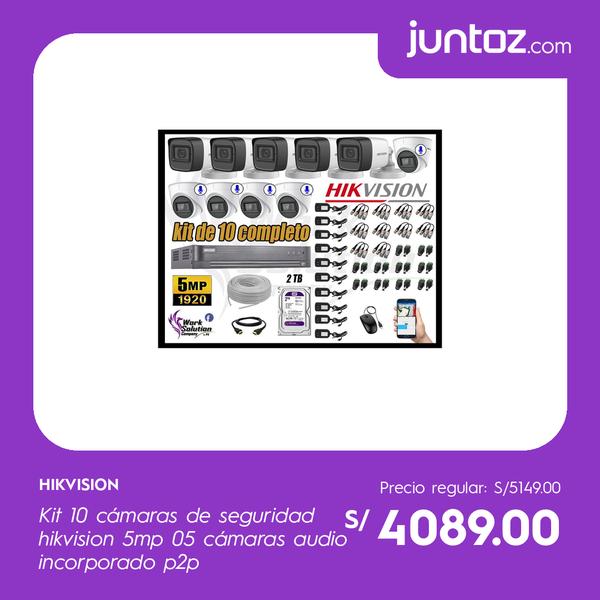 juntoz.com
HIKVISION
kit de 10 completo
5MP
1920
2 TB
Work
Solution
Company
HIKVISION
Precio regular: S/5149.00
Kit 10 cámaras de seguridad
hikvision 5mp 05 cámaras audio
incorporado p2p
S/ 4089.00